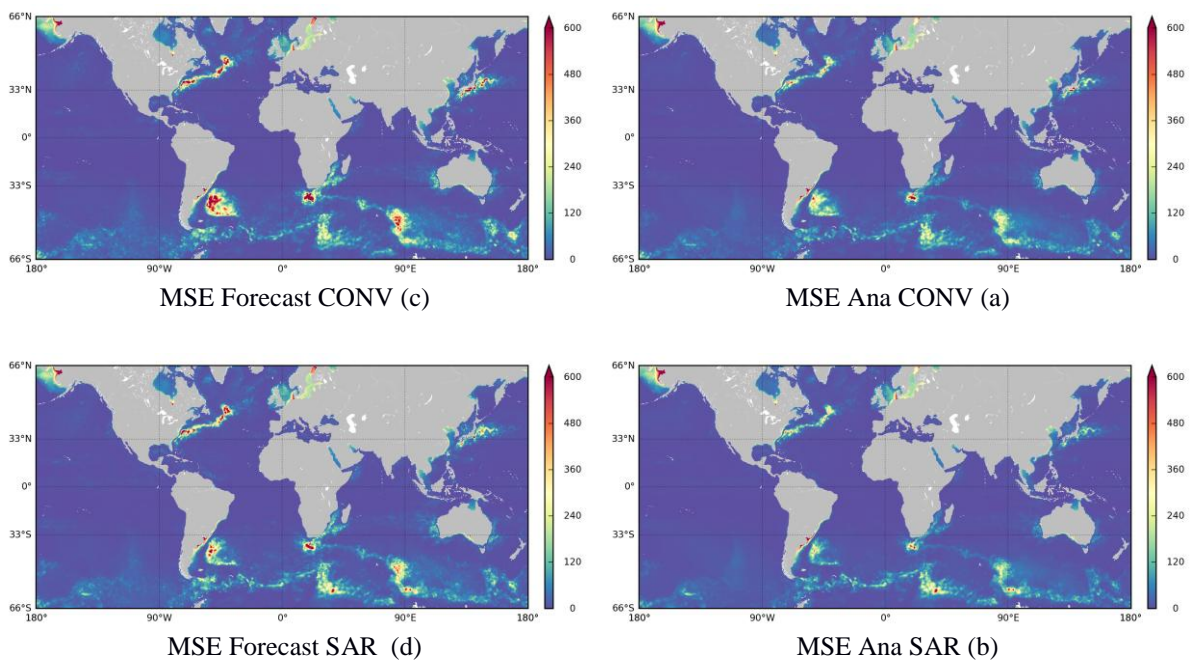 66°N
33°N
0°
33°S
66°S
180°
90°W
0°
90°E
180°
600
480
360
240
120
0
MSE Forecast CONV (c)
66°N
33°N
0°
33°S
66°S
180°
90°W
0°
90°E
180°
600
480
360
240
120
0
MSE Ana CONV (a)
66°N
33°N
0°
33°S
66°S
180°
90°W
0°
90°E
180°
600
480
360
240
120
0
MSE Forecast SAR (d)
66°N
33°N
0°
33°S
66°S
180°
90°W
0°
90°E
180°
600
480
360
240
120
0
MSE Ana SAR (b)